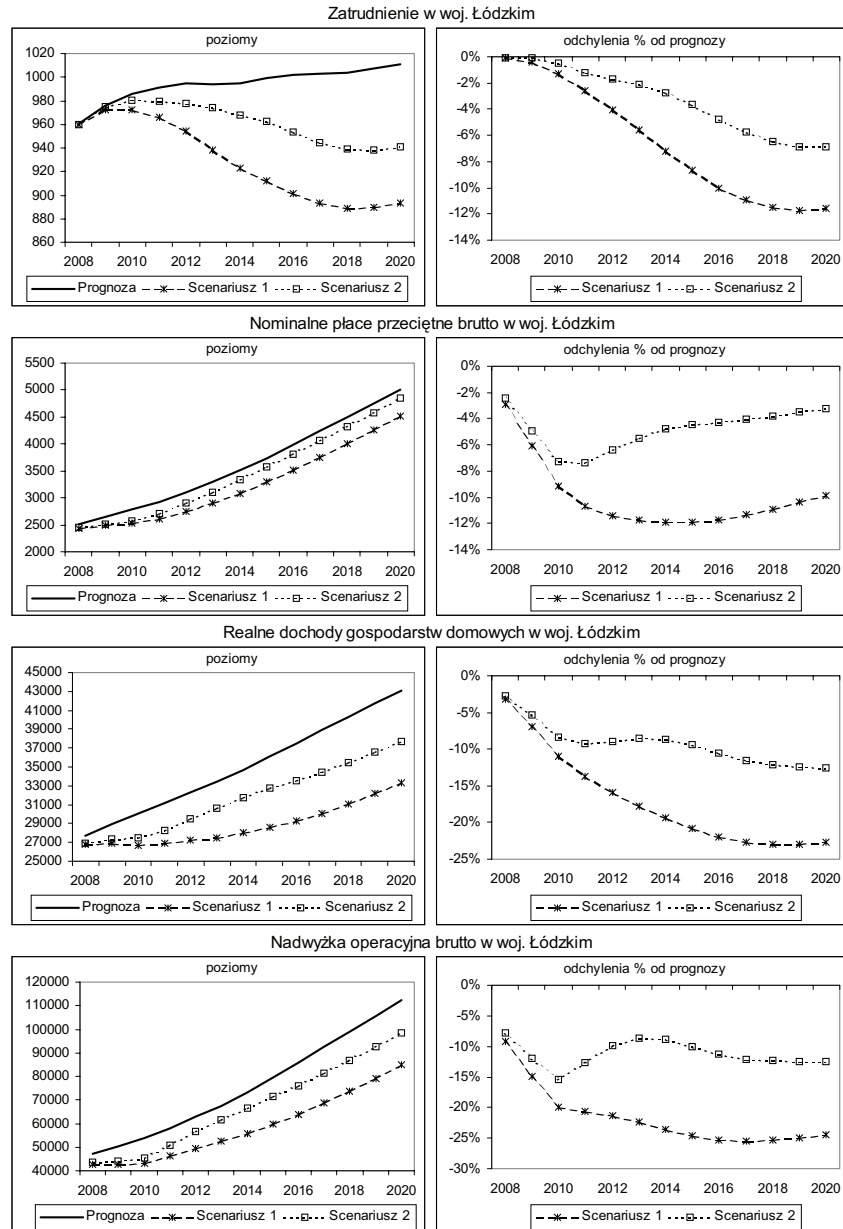 Zatrudnienie w woj. Łódzkim
poziomy
1020
1000
980
960
940
920
900
880
860
2008 2010 2012 2014 2016 2018 2020
Prognoza Scenariusz 1 Scenariusz 2
odchylenia % od prognozy
0%
-2%
-4%
-6%
-8%
-10%
-12%
-14%
2008 2010 2012 2014 2016 2018 2020
Scenariusz 1 Scenariusz 2
Nominalne płace przeciętne brutto w woj. Łódzkim
poziomy
5500
5000
4500
4000
3500
3000
2500
2000
2008 2010 2012 2014 2016 2018 2020
Prognoza Scenariusz 1 Scenariusz 2
odchylenia % od prognozy
0%
-2%
-4%
-6%
-8%
-10%
-12%
-14%
2008 2010 2012 2014 2016 2018 2020
Scenariusz 1 Scenariusz 2
Realne dochody gospodarstw domowych w woj. Łódzkim
poziomy
45000
43000
41000
39000
37000
35000
33000
31000
29000
27000
25000
2008 2010 2012 2014 2016 2018 2020
Prognoza Scenariusz 1 Scenariusz 2
odchylenia % od prognozy
0%
-5%
-10%
-15%
-20%
-25%
2008 2010 2012 2014 2016 2018 2020
Scenariusz 1 Scenariusz 2
Nadwyżka operacyjna brutto w woj. Łódzkim
poziomy
120000
110000
100000
90000
80000
70000
60000
50000
40000
2008 2010 2012 2014 2016 2018 2020
Prognoza Scenariusz 1 Scenariusz 2
odchylenia % od prognozy
0%
-5%
-10%
-15%
-20%
-25%
-30%
2008 2010 2012 2014 2016 2018 2020
Scenariusz 1 Scenariusz 2